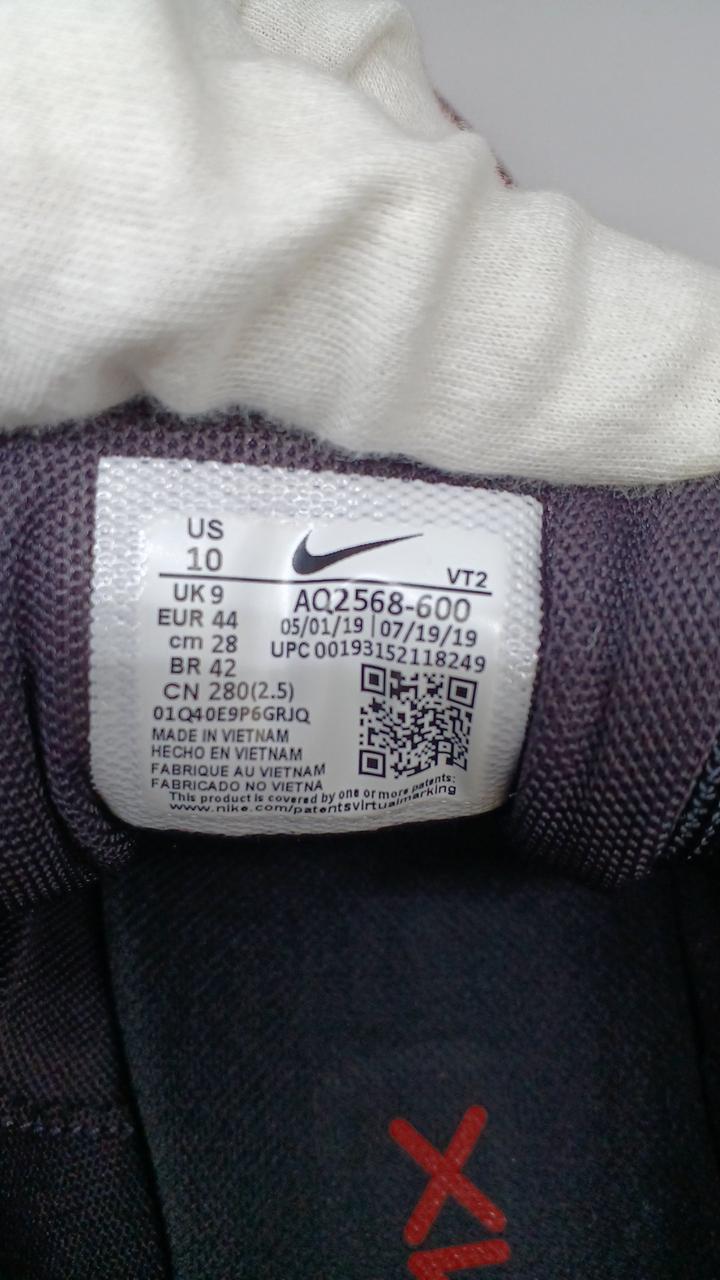 US
10
VT2
UK 9
AQ2568-600
EUR 44
05/01/19 | 07/19/19
cm 28
UPC 00193152118249
BR 42
CN 280(2.5)
01Q40E9P6GRJQ
MADE IN VIETNAM
HECHO EN VIETNAM
FABRIQUE AU VIETNAM
FABRICADO NO VIETNA
This product is covered by one or more patents:
www.nike.com/patentsvirtualmarking